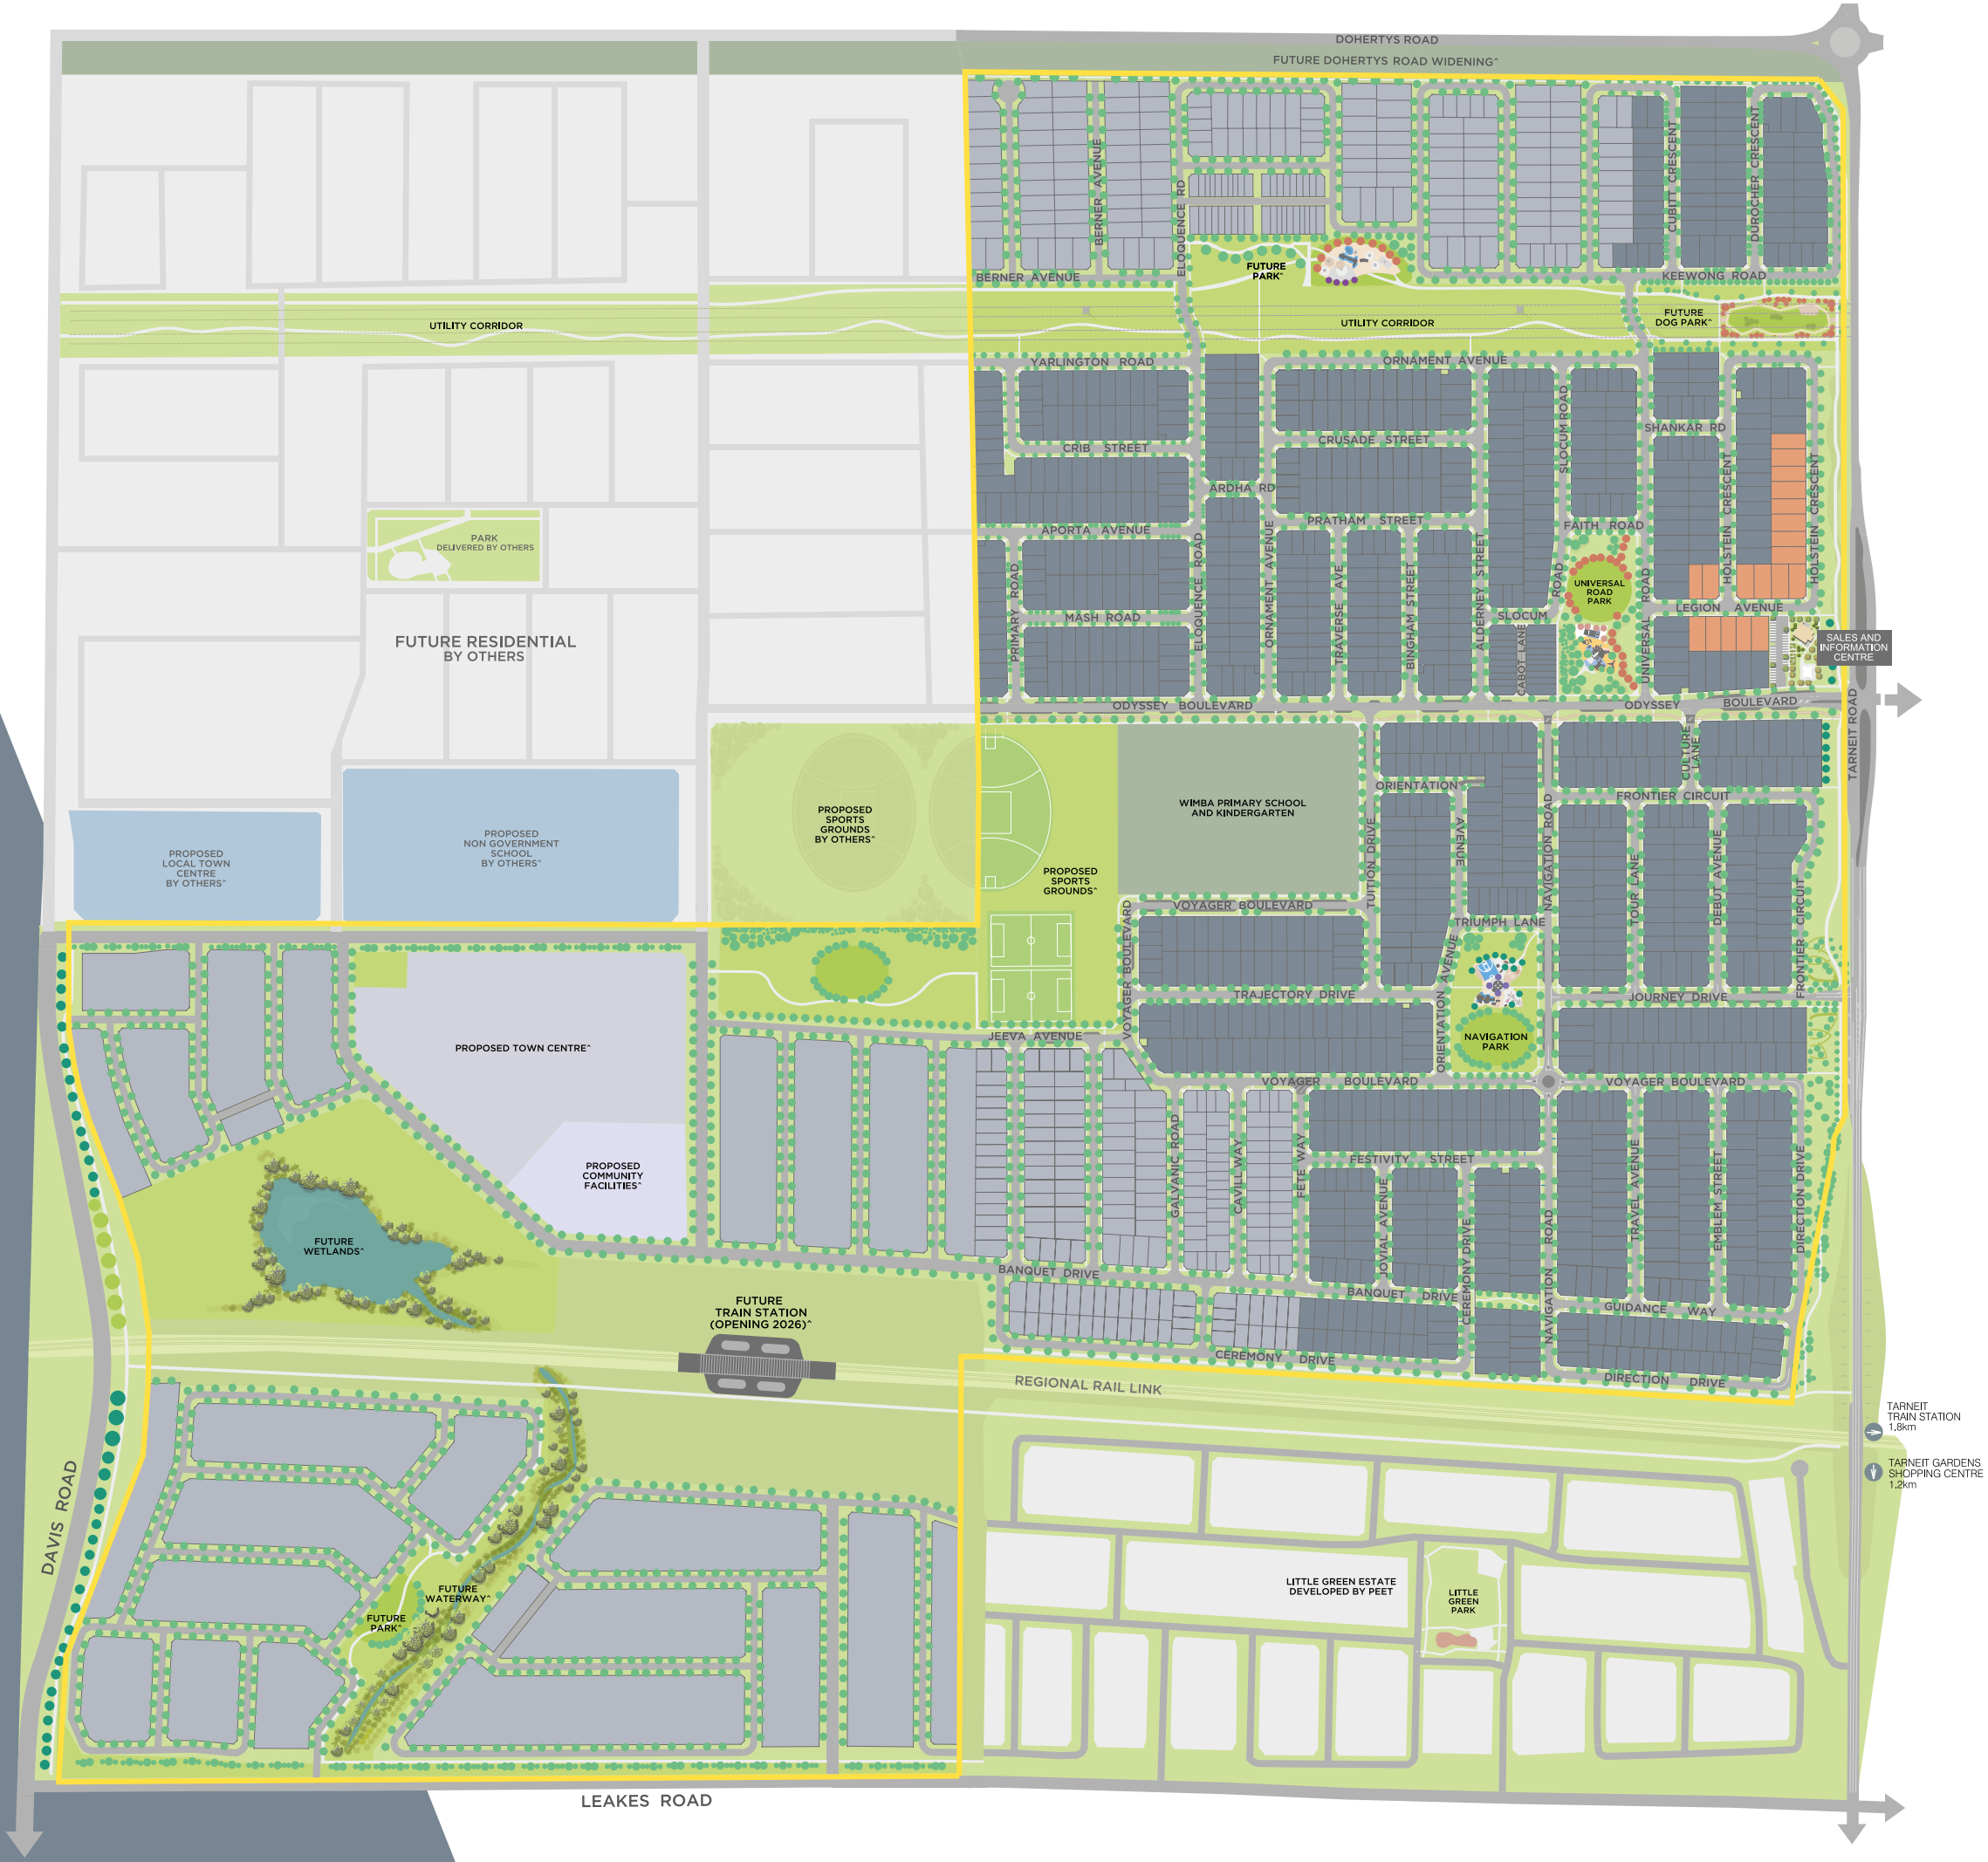 DOHERTYS ROAD
FUTURE DOHERTYS ROAD WIDENING^
BERNER AVENUE
ELOQUENCE RD
CUBITT CRESCENT
DUROCHER CRESCENT
BERNER AVENUE
FUTURE
PARK^
KEEWONG ROAD
UTILITY CORRIDOR
UTILITY CORRIDOR
FUTURE
DOG PARK^
YARLINGTON ROAD
ORNAMENT AVENUE
CRIB STREET
CRUSADE STREET
SLOCUM ROAD
SHANKAR RD
ARDHA RD
HOLSTEIN CRESCENT
HOLSTEIN CRESCENT
APORTA AVENUE
PRATHAM STREET
FAITH ROAD
PARK
DELIVERED BY OTHERS
PRIMARY ROAD
ELOQUENCE ROAD
ORNAMENT AVENUE
TRAVERSE AVE
BINGHAM STREET
ALDERNEY STREET
ROAD
UNIVERSAL
ROAD
PARK
UNIVERSAL ROAD
LEGION AVENUE
MASH ROAD
SLOCUM
CABOT LANE
FUTURE RESIDENTIAL
BY OTHERS
SALES AND
INFORMATION
CENTRE
ODYSSEY BOULEVARD
ODYSSEY BOULEVARD
TARNEIT ROAD
CULTURE
LANE
ORIENTATION
AVENUE
FRONTIER CIRCUIT
PROPOSED
SPORTS
GROUNDS
BY OTHERS^
WIMBA PRIMARY SCHOOL
AND KINDERGARTEN
PROPOSED
NON GOVERNMENT
SCHOOL
BY OTHERS^
PROPOSED
LOCAL TOWN
CENTRE
BY OTHERS^
PROPOSED
SPORTS
GROUNDS^
TUITION DRIVE
NAVIGATION ROAD
TOUR LANE
DEBUT AVENUE
FRONTIER CIRCUIT
VOYAGER BOULEVARD
VOYAGER BOULEVARD
TRIUMPH LANE
ORIENTATION AVENUE
TRAJECTORY DRIVE
JOURNEY DRIVE
JEEVA AVENUE
NAVIGATION
PARK
PROPOSED TOWN CENTRE^
VOYAGER BOULEVARD
VOYAGER BOULEVARD
GALVANIC ROAD
CAVILL WAY
FETE WAY
FESTIVITY STREET
PROPOSED
COMMUNITY
FACILITIES^
JOVIAL AVENUE
CEREMONY DRIVE
NAVIGATION ROAD
TRAVEL AVENUE
EMBLEM STREET
DIRECTION DRIVE
FUTURE
WETLANDS^
BANQUET DRIVE
BANQUET DRIVE
GUIDANCE WAY
FUTURE
TRAIN STATION
(OPENING 2026)^
CEREMONY DRIVE
DIRECTION DRIVE
REGIONAL RAIL LINK
TARNEIT
TRAIN STATION
1.8km
TARNEIT GARDENS
SHOPPING CENTRE
1.2km
DAVIS ROAD
FUTURE
WATERWAY^
FUTURE
PARK^
LITTLE GREEN ESTATE
DEVELOPED BY PEET
LITTLE
GREEN
PARK
LEAKES ROAD